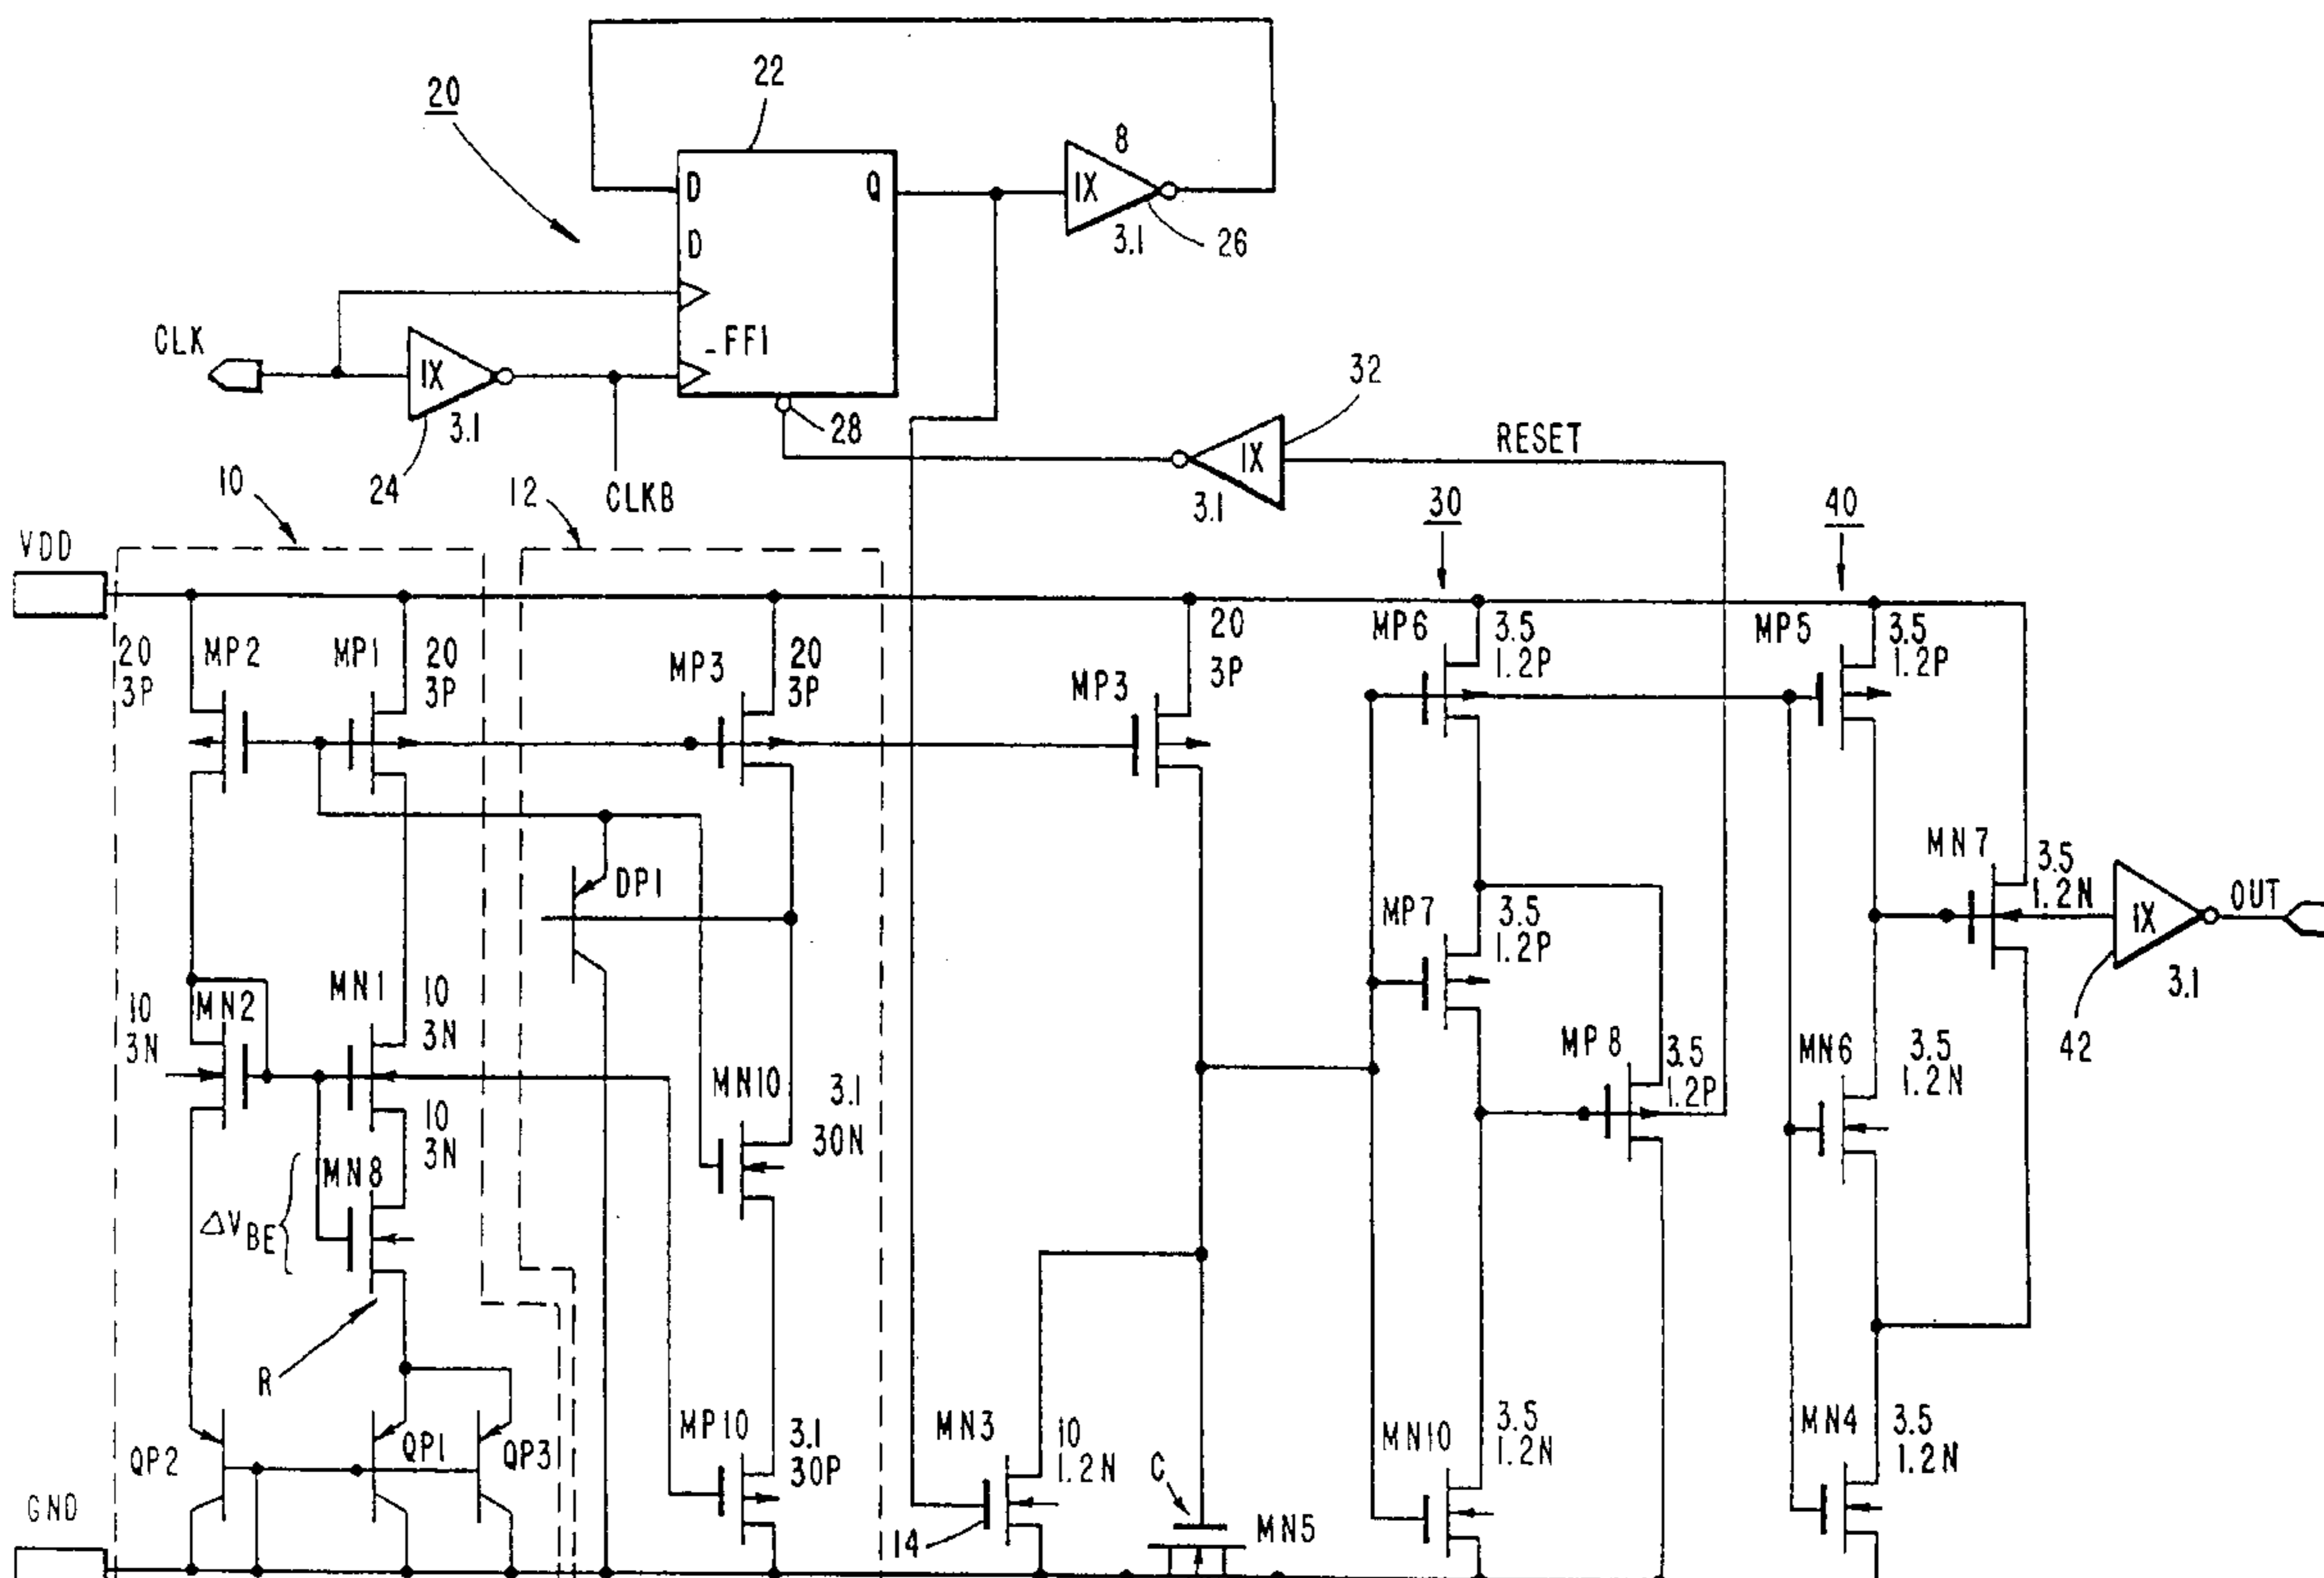 20
22
8
D
Q
D
IX
3.1
26
CLK
_FF1
IX
3.1
24
28
32
RESET
IX
3.1
CLKB
10
12
30
40
VDD
20
3P
MP2
MP1
20
3P
MP3
20
3P
MP3
20
3P
MP6
3.5
1.2P
MP5
3.5
1.2P
DP1
MP7
3.5
1.2P
MN7
3.5
1.2N
IX
OUT
3.1
42
10
3N
MN2
MN1
10
3N
10
3N
MN8
ΔVBE
R
MN10
3.1
30N
MP8
3.5
1.2P
MN6
3.5
1.2N
QP2
QP1
QP3
MP10
3.1
30P
MN3
10
1.2N
14
C
MN5
MN10
3.5
1.2N
MN4
3.5
1.2N
GND